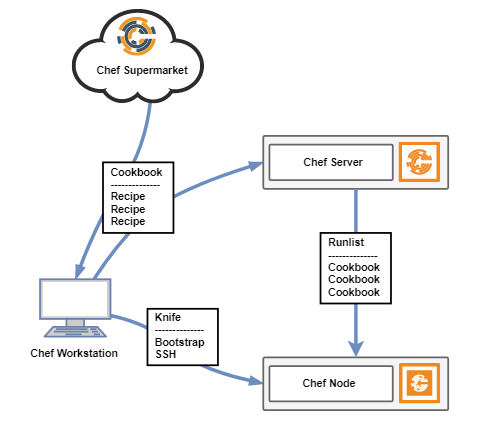 Chef Supermarket
Cookbook
--------------
Recipe
Recipe
Recipe
Chef Server
Runlist
--------------
Cookbook
Cookbook
Cookbook
Chef Workstation
Knife
--------------
Bootstrap
SSH
Chef Node